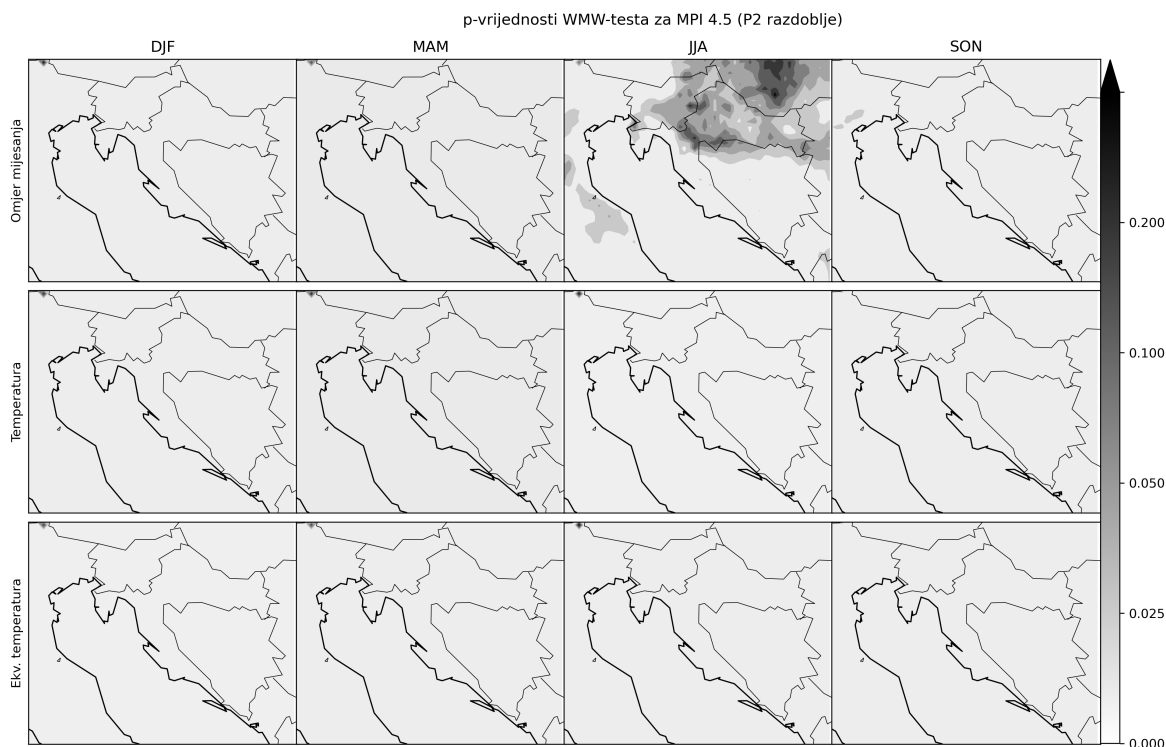 p-vrijednosti WMW-testa za MPI 4.5 (P2 razdoblje)
DJF
MAM
JJA
SON
Omjer mijesanja
Temperatura
Ekv. temperatura
0.200
0.100
0.050
0.025
0.000